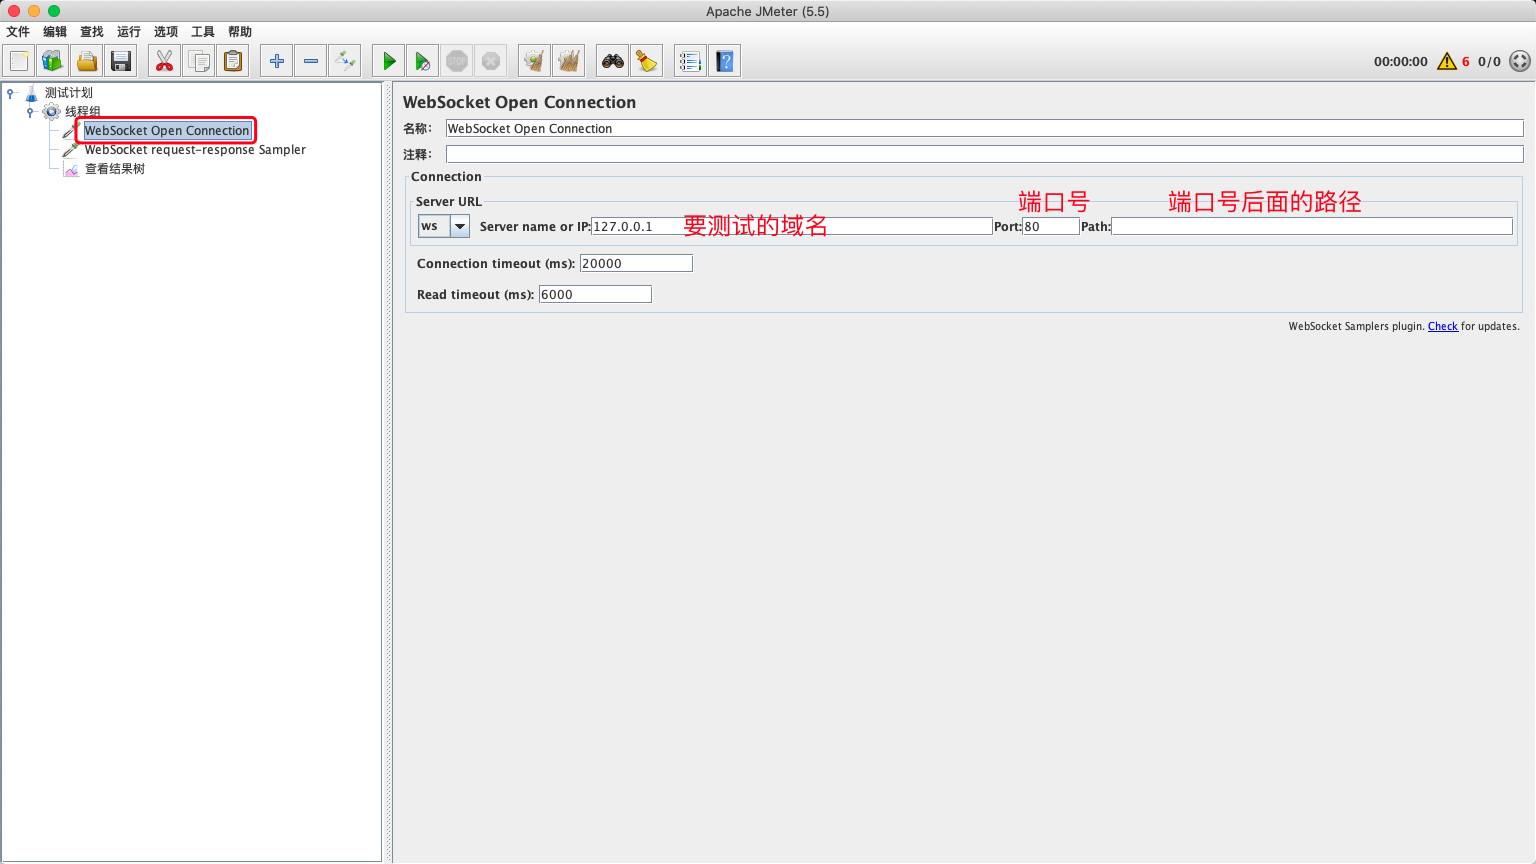 Apache JMeter (5.5)
文件 编辑 查找 运行 选项 工具 帮助
STOP
00:00:00 6 0/0
测试计划
线程组
WebSocket Open Connection
WebSocket request-response Sampler
查看结果树
WebSocket Open Connection
名称: WebSocket Open Connection
注释:
Connection
Server URL
端口号 端口号后面的路径
ws Server name or IP: 127.0.0.1 要测试的域名 Port: 80 Path:
Connection timeout (ms): 20000
Read timeout (ms): 6000
WebSocket Samplers plugin. Check for updates.